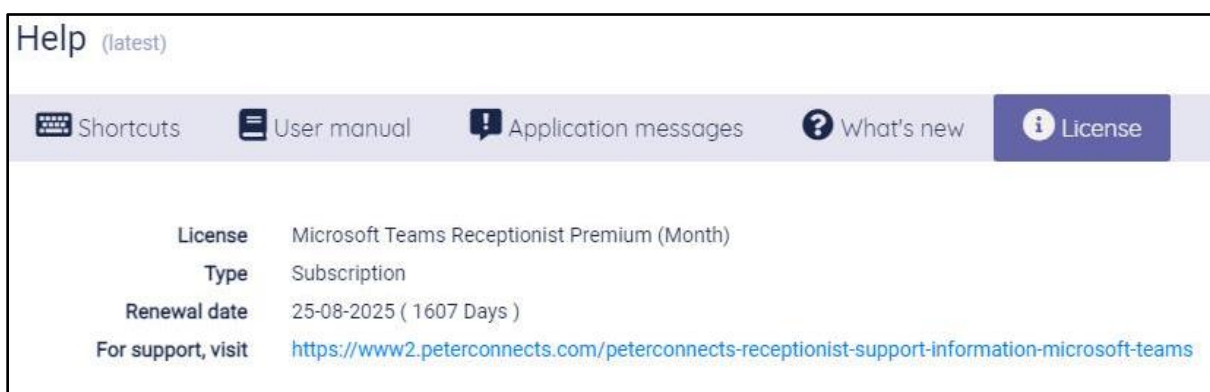 Help (latest)
Shortcuts User manual Application messages What's new License
License Microsoft Teams Receptionist Premium (Month)
Type Subscription
Renewal date 25-08-2025 ( 1607 Days )
For support, visit https://www2.peterconnects.com/peterconnects-receptionist-support-information-microsoft-teams